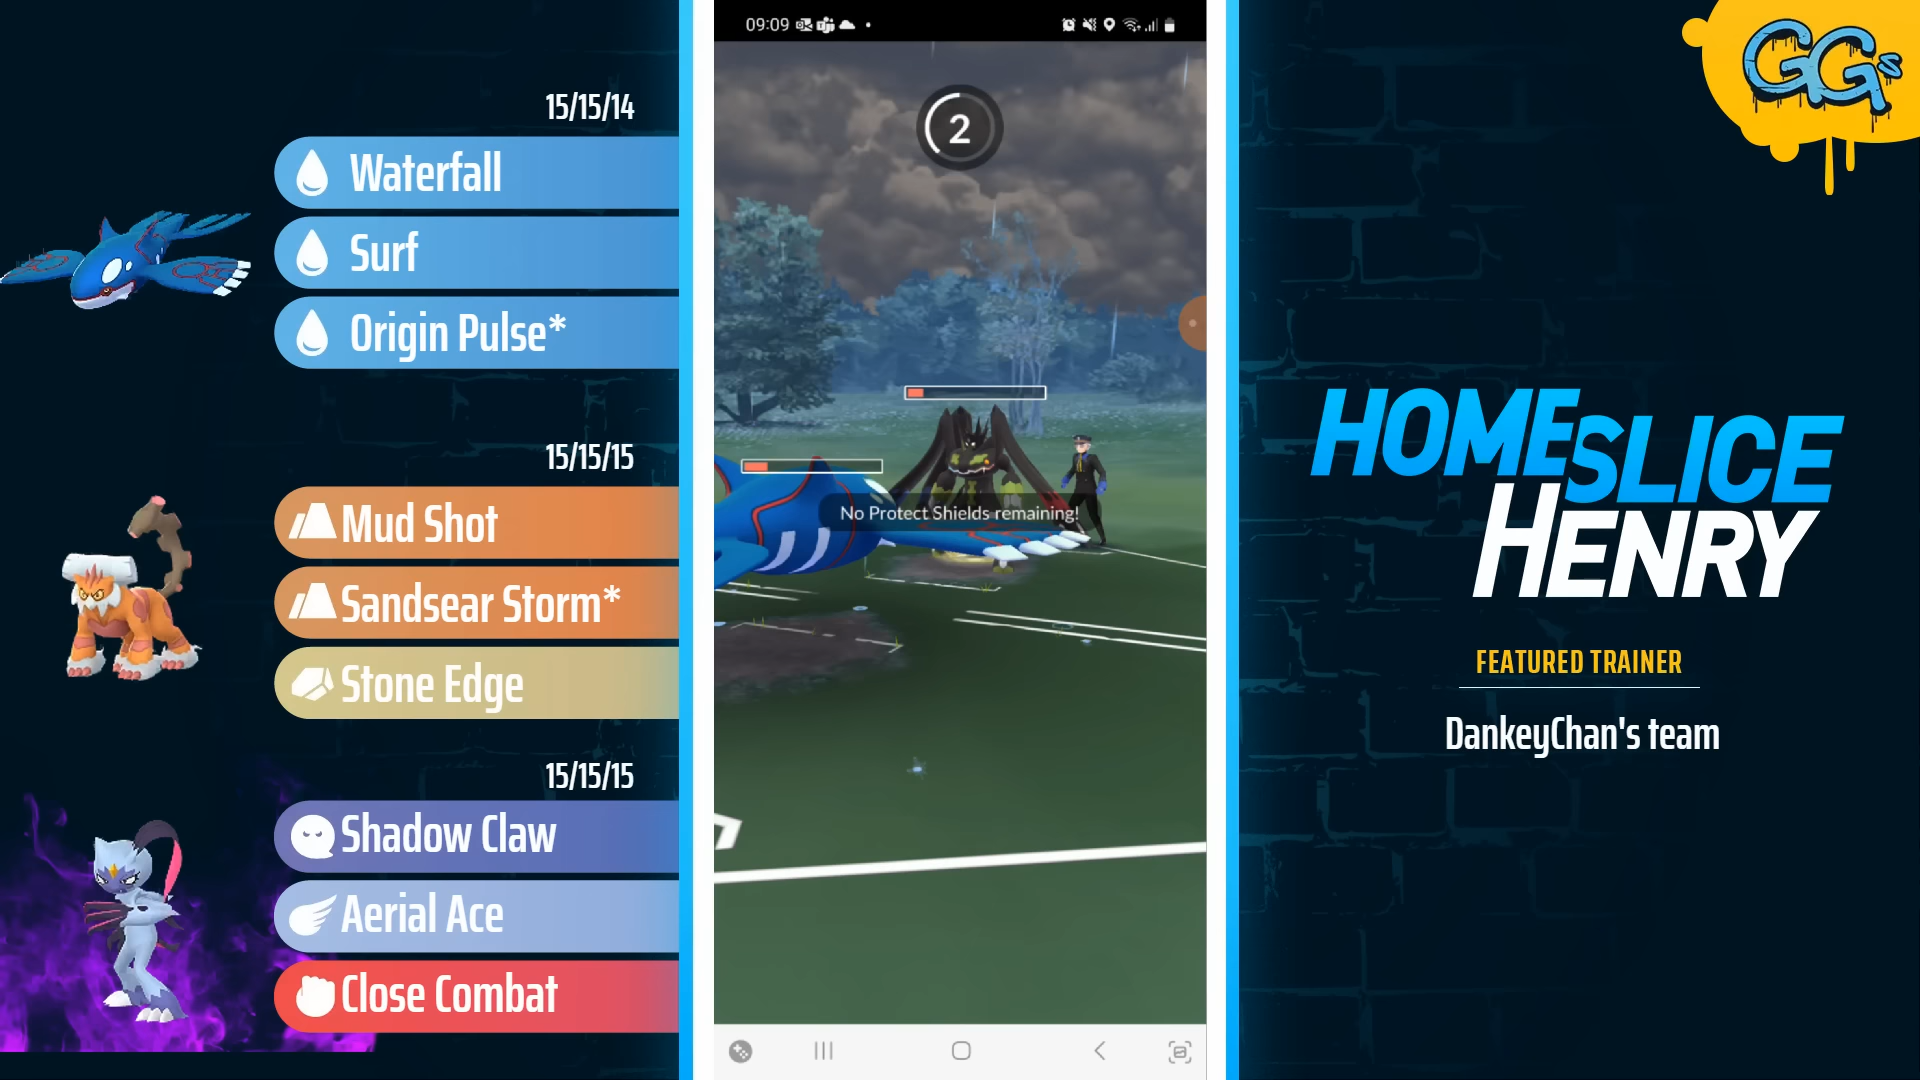 15/15/14
Waterfall
Surf
Origin Pulse*
15/15/15
Mud Shot
Sandsear Storm*
Stone Edge
15/15/15
Shadow Claw
Aerial Ace
Close Combat
09:09
2
No Protect Shields remaining!
GGs
HOMESLICE
HENRY
FEATURED TRAINER
DankeyChan's team